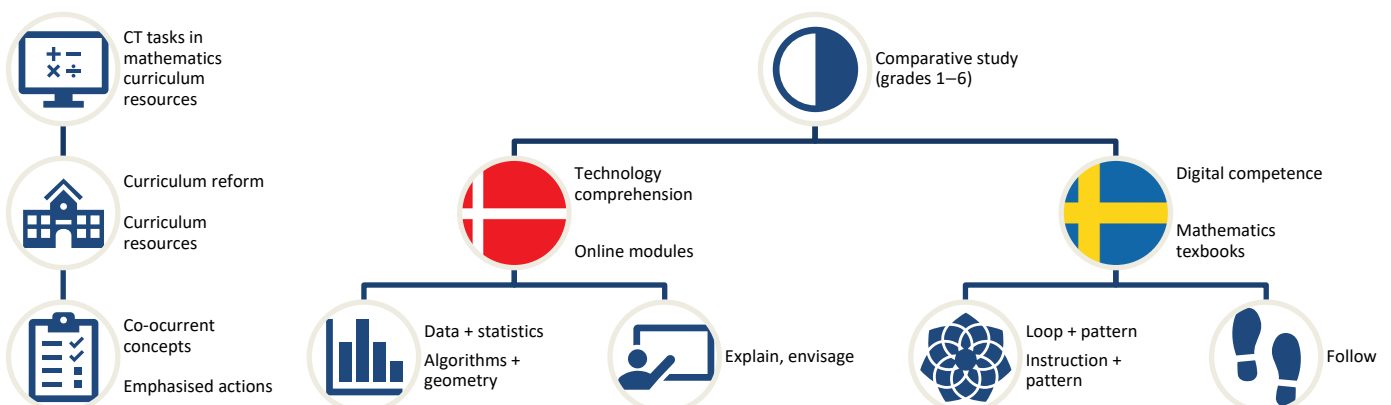 CT tasks in
mathematics
curriculum
resources
Comparative study
(grades 1–6)
Curriculum reform
Curriculum
resources
Technology
comprehension
Online modules
Digital competence
Mathematics
texbooks
Co-ocurrent
concepts
Emphasised actions
Data + statistics
Algorithms +
geometry
Explain, envisage
Loop + pattern
Instruction +
pattern
Follow